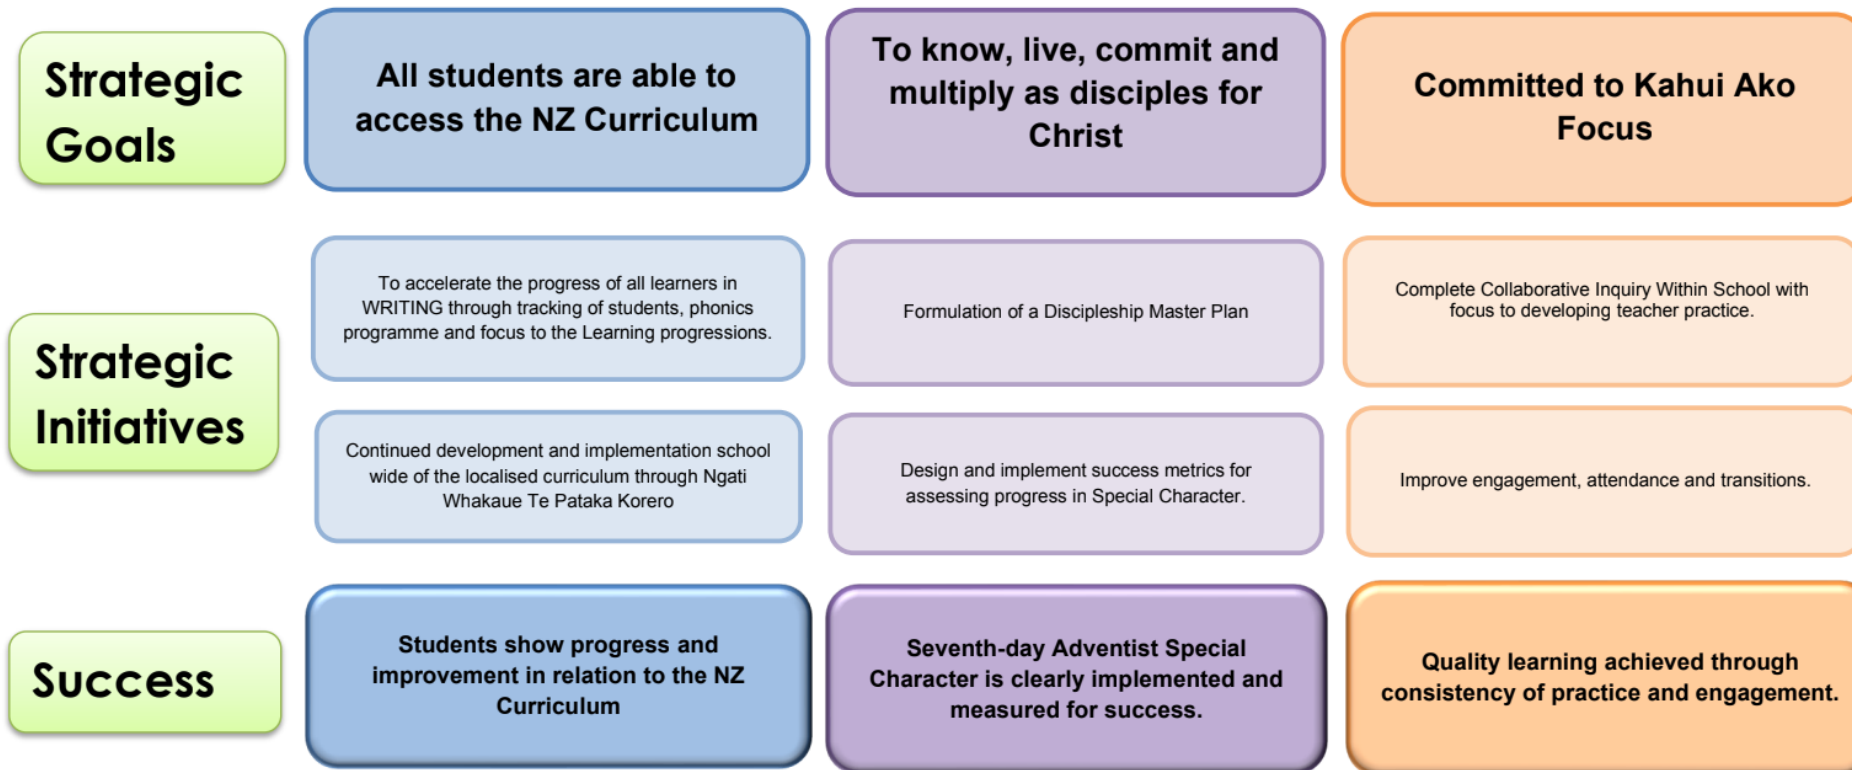 Strategic
Goals
All students are able to
access the NZ Curriculum
To know, live, commit and
multiply as disciples for
Christ
Committed to Kahui Ako
Focus
Strategic
Initiatives
To accelerate the progress of all learners in
WRITING through tracking of students, phonics
programme and focus to the Learning progressions.
Formulation of a Discipleship Master Plan
Complete Collaborative Inquiry Within School with
focus to developing teacher practice.
Continued development and implementation school
wide of the localised curriculum through Ngati
Whakaue Te Pataka Korero
Design and implement success metrics for
assessing progress in Special Character.
Improve engagement, attendance and transitions.
Success
Students show progress and
improvement in relation to the NZ
Curriculum
Seventh-day Adventist Special
Character is clearly implemented and
measured for success.
Quality learning achieved through
consistency of practice and engagement.